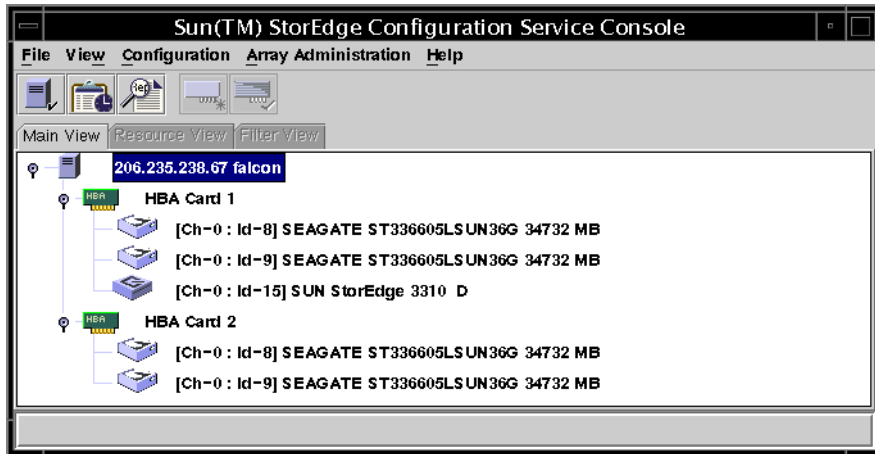 Sun(TM) StorEdge Configuration Service Console
File View Configuration Array Administration Help
Rep
Main View Resource View Filter View
206.235.238.67 falcon
HBA HBA Card 1
[Ch-0 : Id-8] SEAGATE ST336605LSUN36G 34732 MB
[Ch-0 : Id-9] SEAGATE ST336605LSUN36G 34732 MB
[Ch-0 : Id-15] SUN StorEdge 3310 D
HBA HBA Card 2
[Ch-0 : Id-8] SEAGATE ST336605LSUN36G 34732 MB
[Ch-0 : Id-9] SEAGATE ST336605LSUN36G 34732 MB